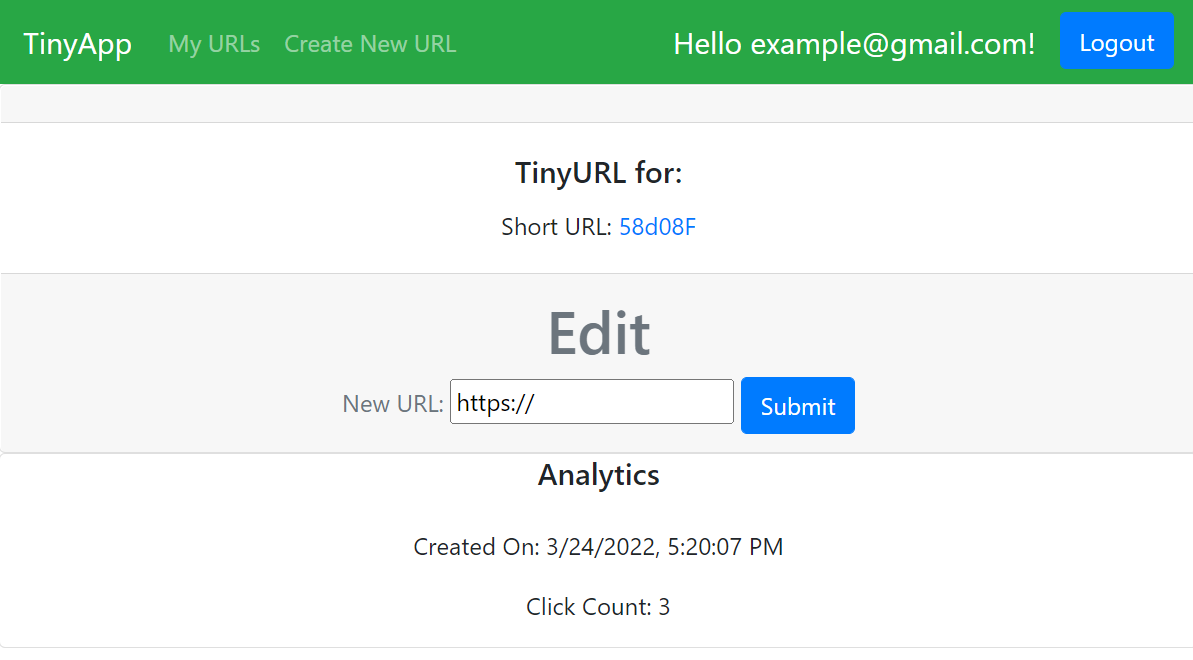 TinyApp My URLs Create New URL Hello example@gmail.com! Logout
TinyURL for:
Short URL: 58d08F
Edit
New URL: https:// Submit
Analytics
Created On: 3/24/2022, 5:20:07 PM
Click Count: 3